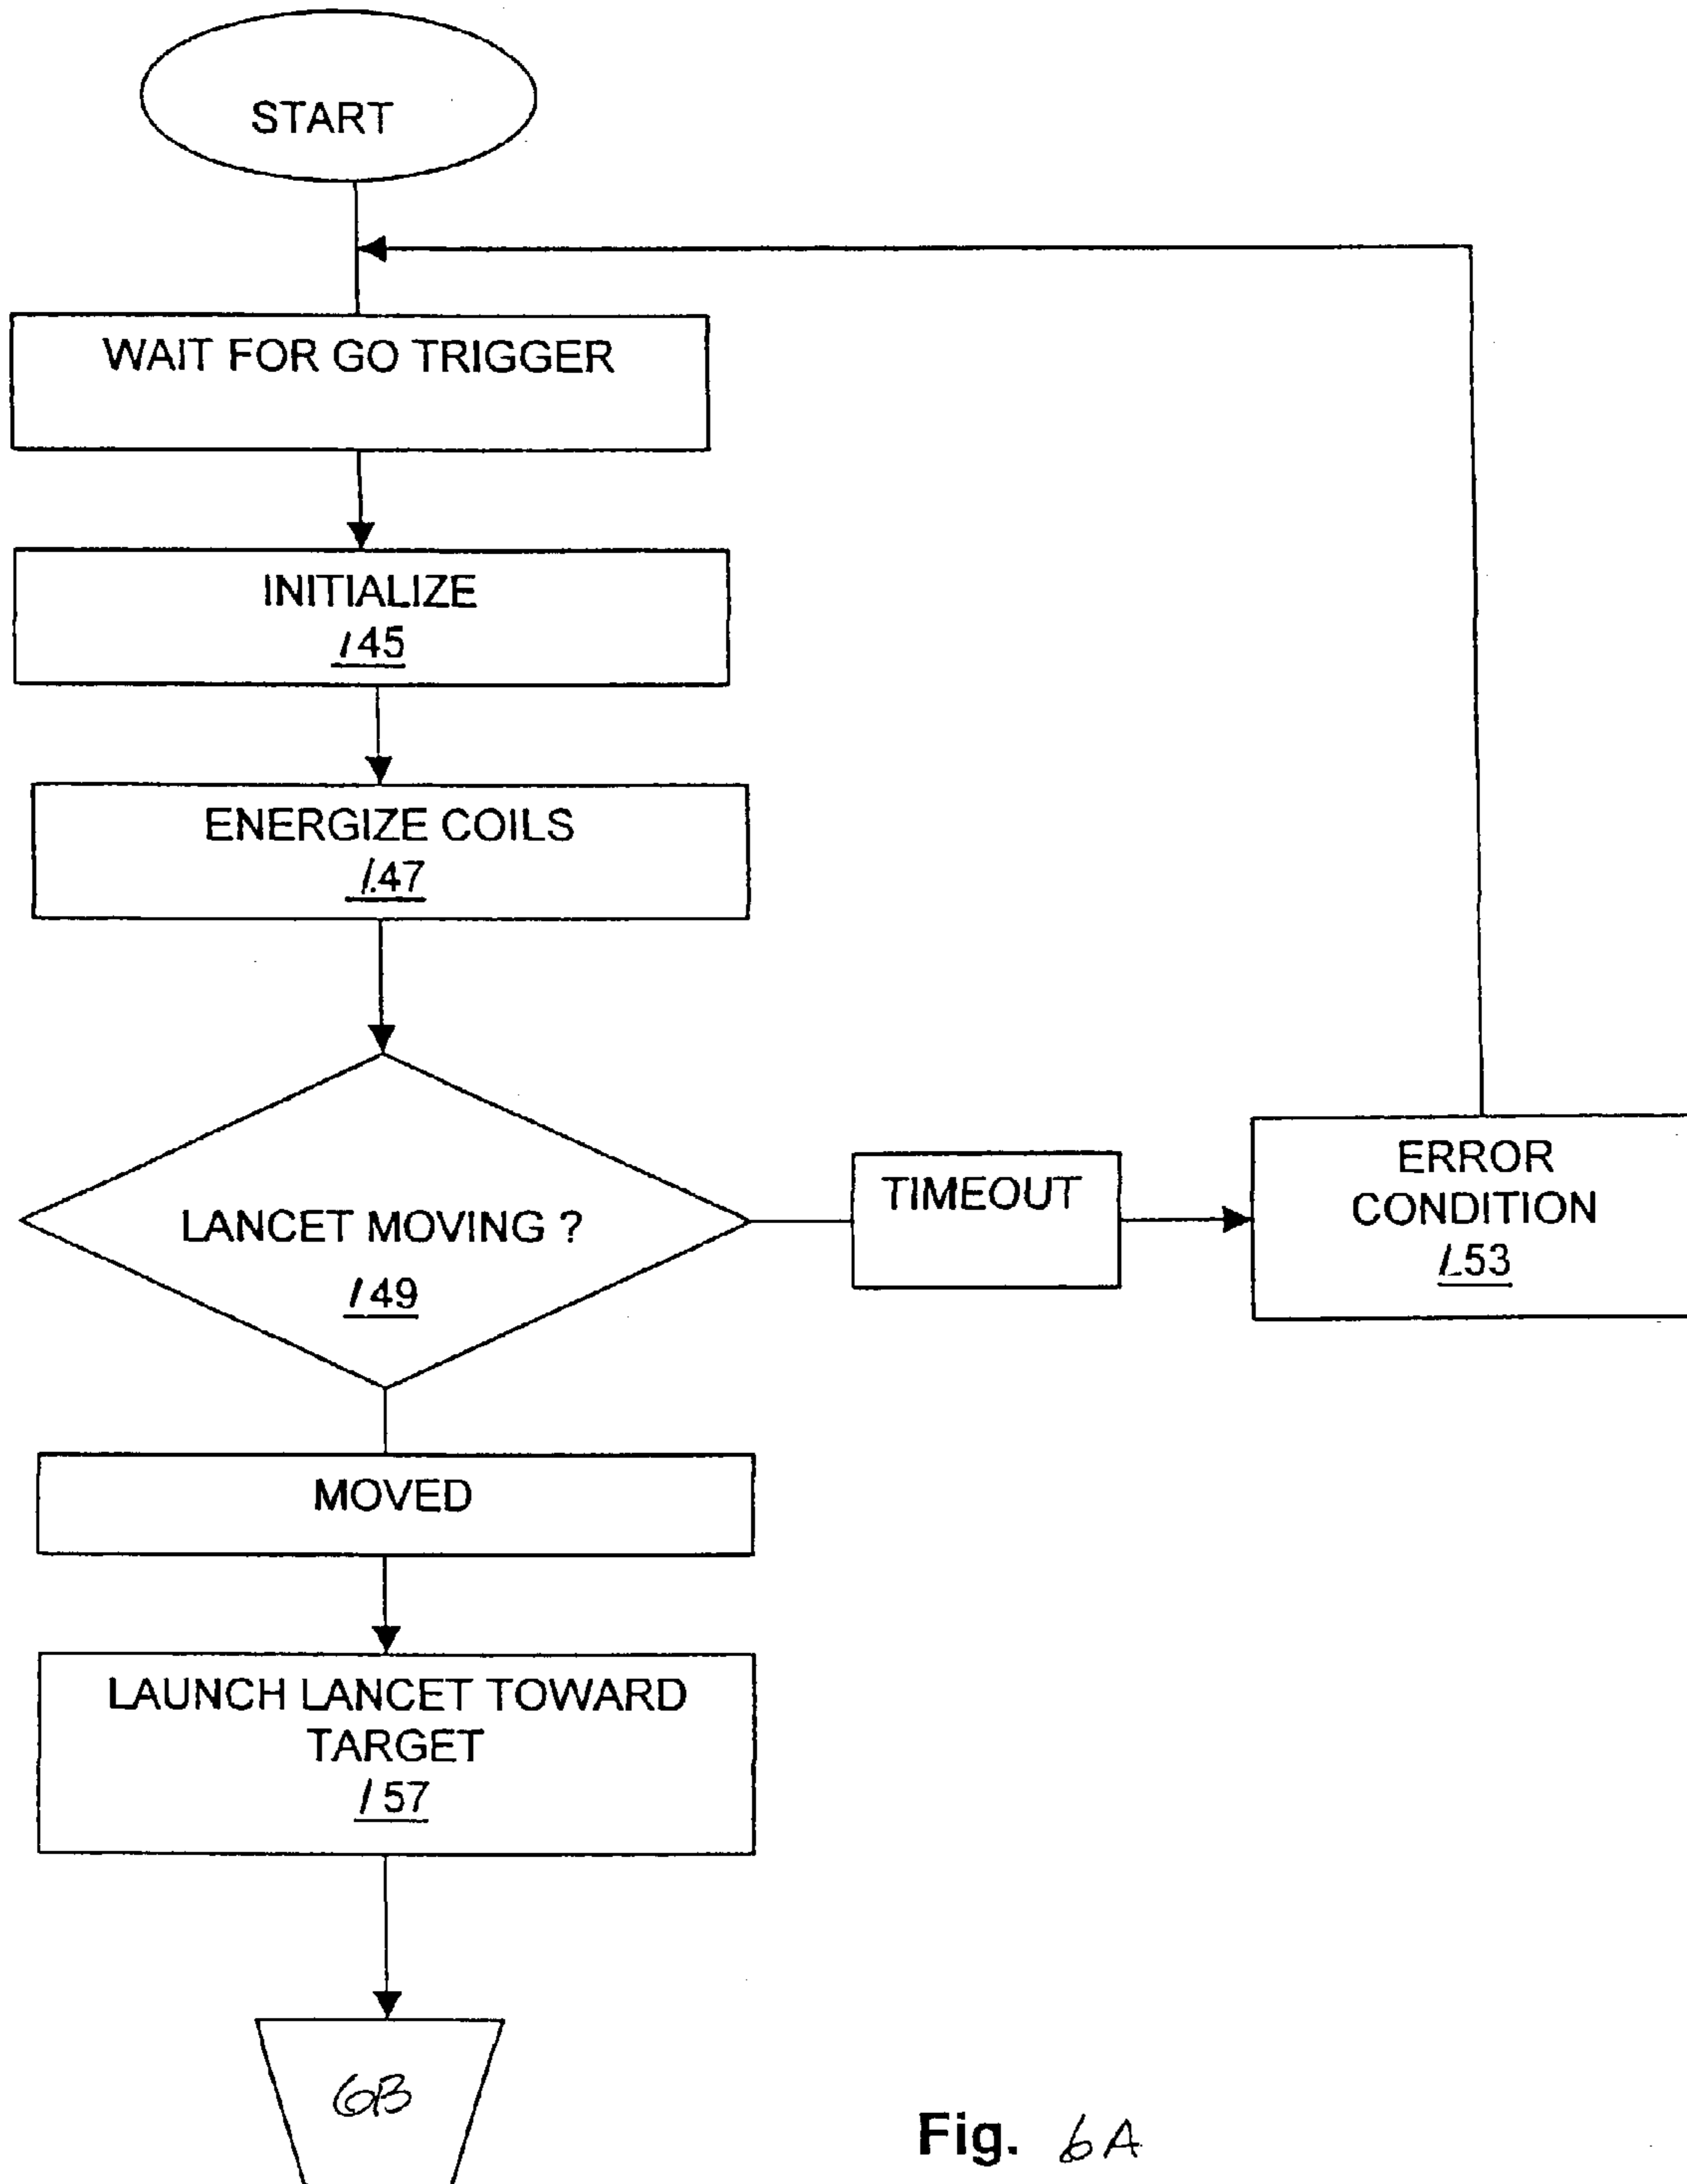 START
WAIT FOR GO TRIGGER
INITIALIZE
145
ENERGIZE COILS
147
LANCET MOVING ?
149
TIMEOUT
ERROR
CONDITION
153
MOVED
LAUNCH LANCET TOWARD
TARGET
157
6B
Fig. 6A